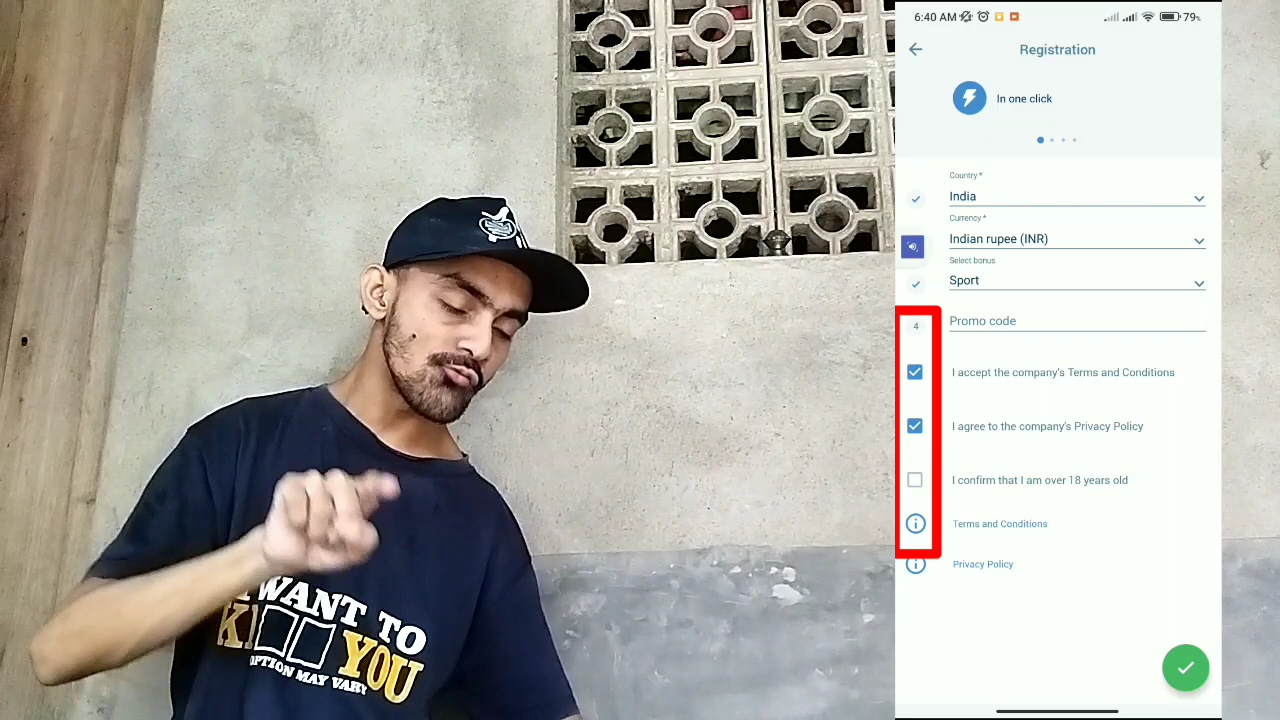 6:40 AM
79%
Registration
In one click
Country *
India
Currency *
Indian rupee (INR)
Select bonus
Sport
4
Promo code
I accept the company's Terms and Conditions
I agree to the company's Privacy Policy
I confirm that I am over 18 years old
Terms and Conditions
Privacy Policy
WANT TO
YOU
MAY VARY